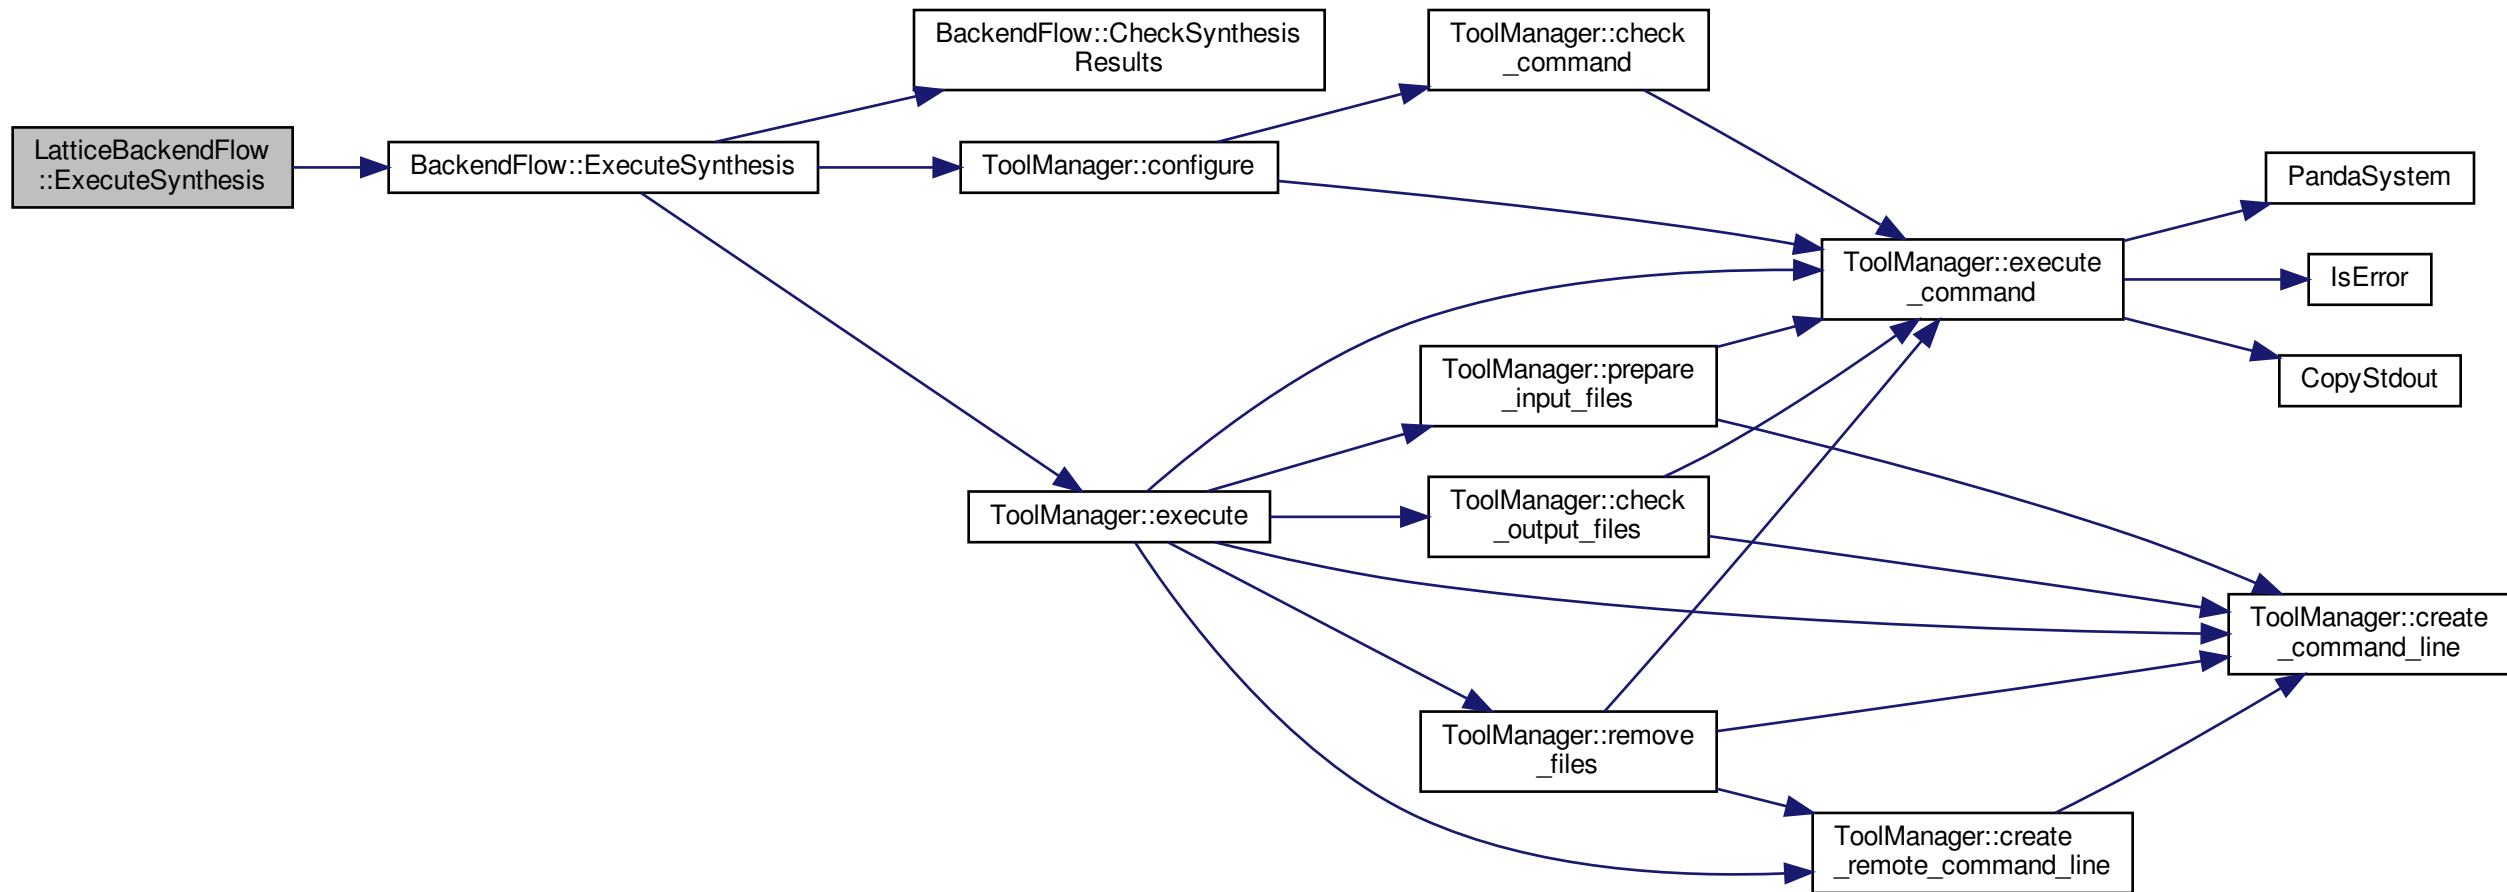 LatticeBackendFlow
::ExecuteSynthesis
BackendFlow::ExecuteSynthesis
BackendFlow::CheckSynthesis
Results
ToolManager::configure
ToolManager::execute
ToolManager::check
_command
ToolManager::prepare
_input_files
ToolManager::check
_output_files
ToolManager::remove
_files
ToolManager::execute
_command
ToolManager::create
_remote_command_line
PandaSystem
IsError
CopyStdout
ToolManager::create
_command_line